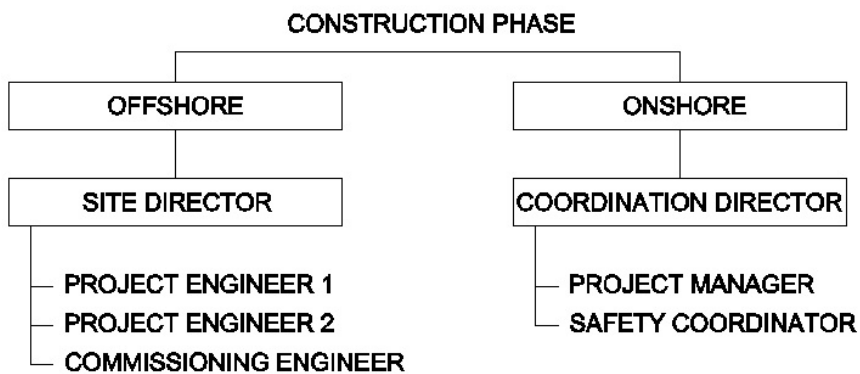 CONSTRUCTION PHASE
OFFSHORE
ONSHORE
SITE DIRECTOR
COORDINATION DIRECTOR
PROJECT ENGINEER 1
PROJECT MANAGER
PROJECT ENGINEER 2
SAFETY COORDINATOR
COMMISSIONING ENGINEER